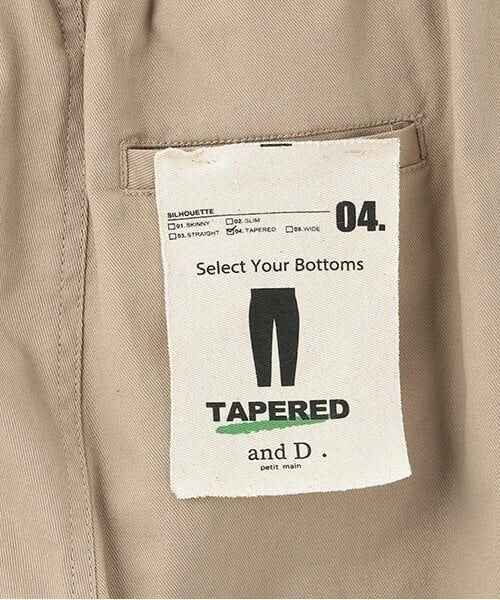 SILHOUETTE
01. SKINNY 02. SLIM
03. STRAIGHT 04. TAPERED 05. WIDE
04.
Select Your Bottoms
TAPERED
and D .
petit main